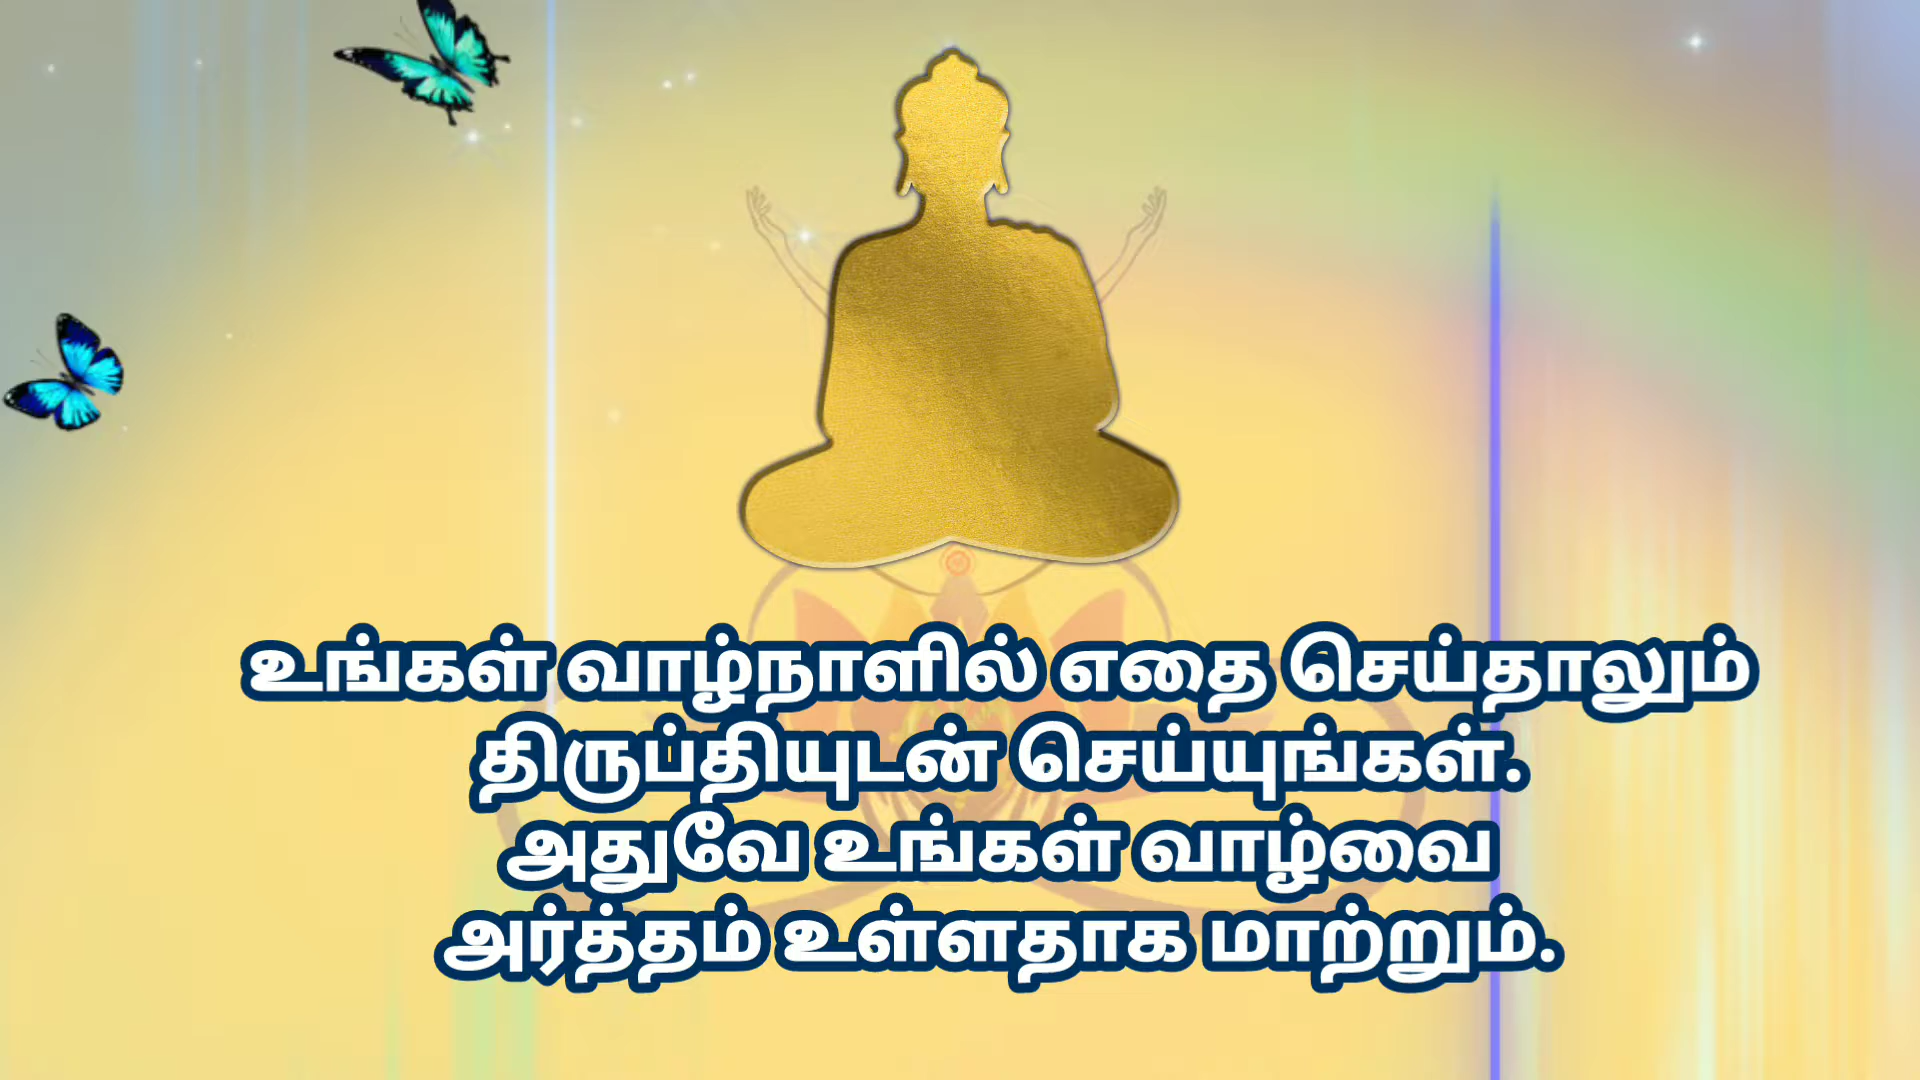 உங்கள் வாழ்நாளில் எதை செய்தாலும்
திருப்தியுடன் செய்யுங்கள்.
அதுவே உங்கள் வாழ்வை
அர்த்தம் உள்ளதாக மாற்றும்.